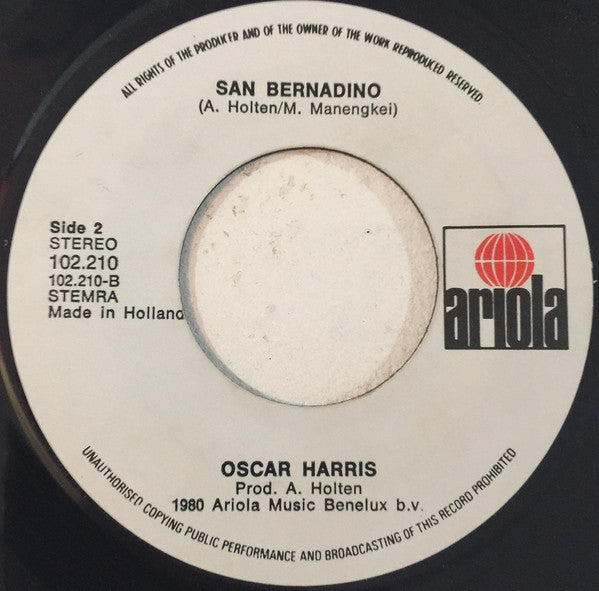 ALL RIGHTS OF THE PRODUKER AND OF THE OWNER OF THE WORK REPRODUCED RESERVED
SAN BERNADINO
(A. Holten/M. Manengkei)
Side 2
STEREO
102.210
102.210-B
STEMRA
Made in Holland
ariola
OSCAR HARRIS
Prod. A. Holten
1980 Ariola Music Benelux b.v.
UNAUTHORISED COPYING PUBLIC PERFORMANCE AND BROADCASTING OF THIS RECORD PROHIBITED